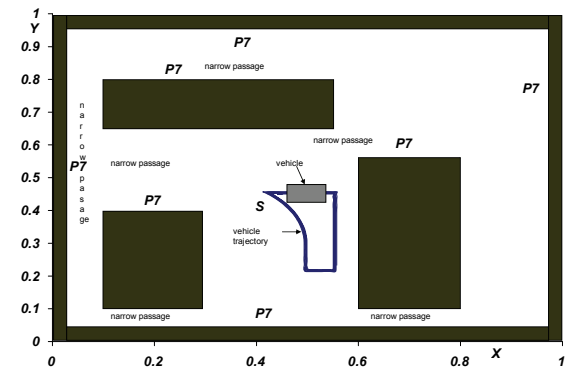 1
Y
0.9
P7
P7
narrow passage
0.8
P7
0.7
n
a
r
r
o
w
p
a
s
a
ge
narrow passage
P7
0.6
P7
narrow passage
vehicle
0.5
P7
0.4
S
vehicle
trajectory
0.3
0.2
0.1
narrow passage
P7
narrow passage
0
0
0.2
0.4
0.6
0.8
X
1